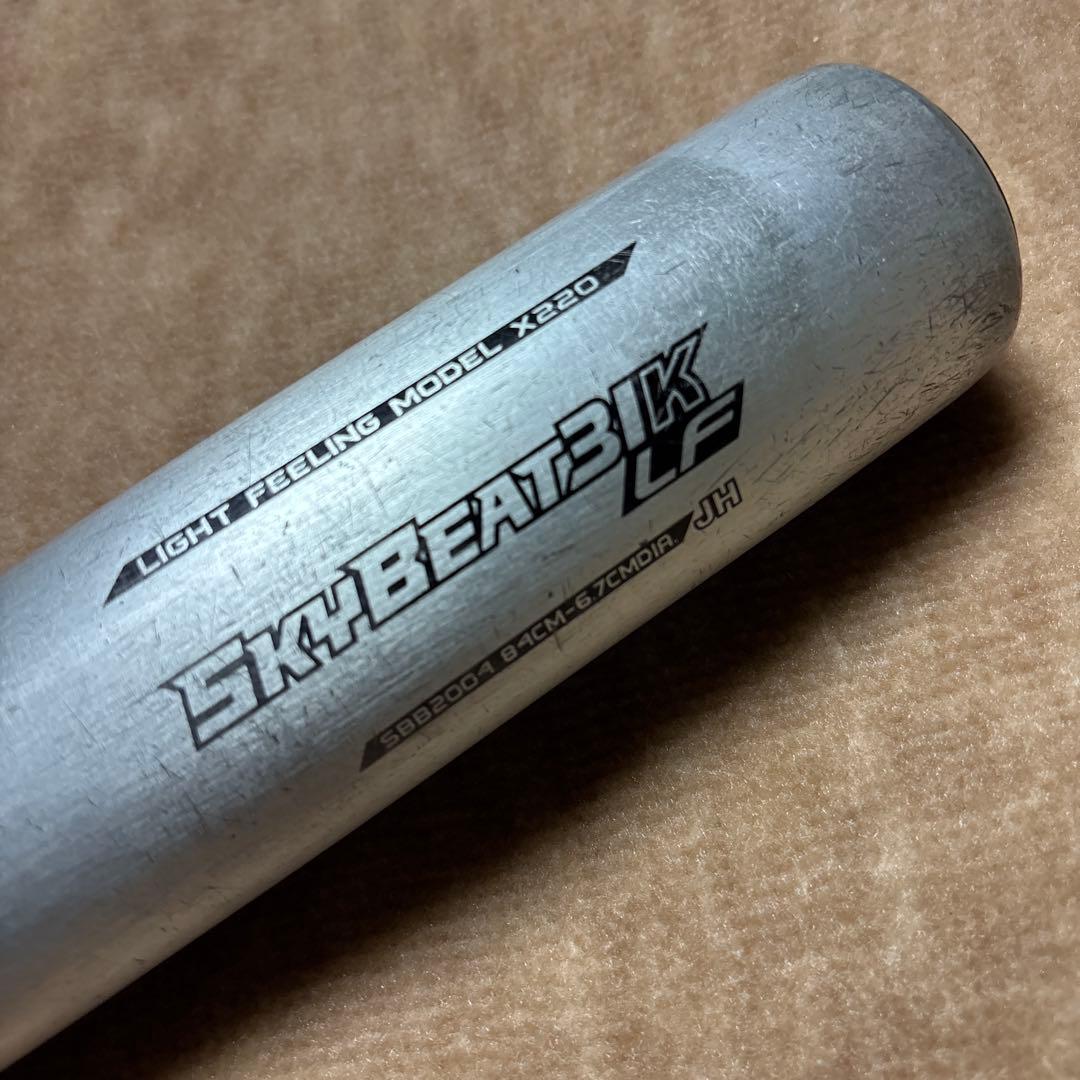 LIGHT FEELING MODEL X220
SKYBEAT31K
LF
JH
SBB2004 84CM-6.7CMDIA.